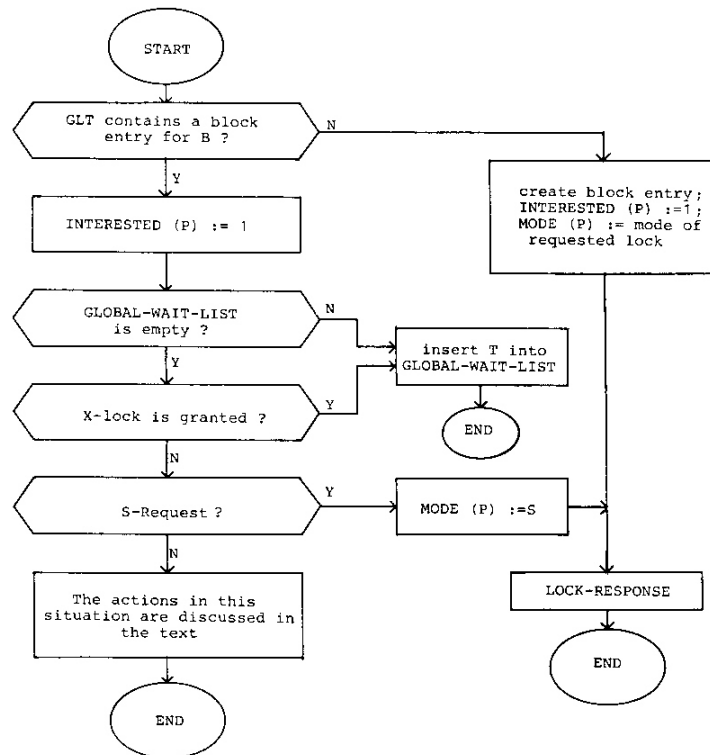 START
GLT contains a block
entry for B ?
N
Y
create block entry;
INTERESTED (P) :=1;
MODE (P) := mode of
requested lock
INTERESTED (P) := 1
GLOBAL-WAIT-LIST
is empty ?
N
Y
insert T into
GLOBAL-WAIT-LIST
X-lock is granted ?
Y
END
N
S-Request ?
Y
MODE (P) :=S
N
The actions in this
situation are discussed in
the text
LOCK-RESPONSE
END
END